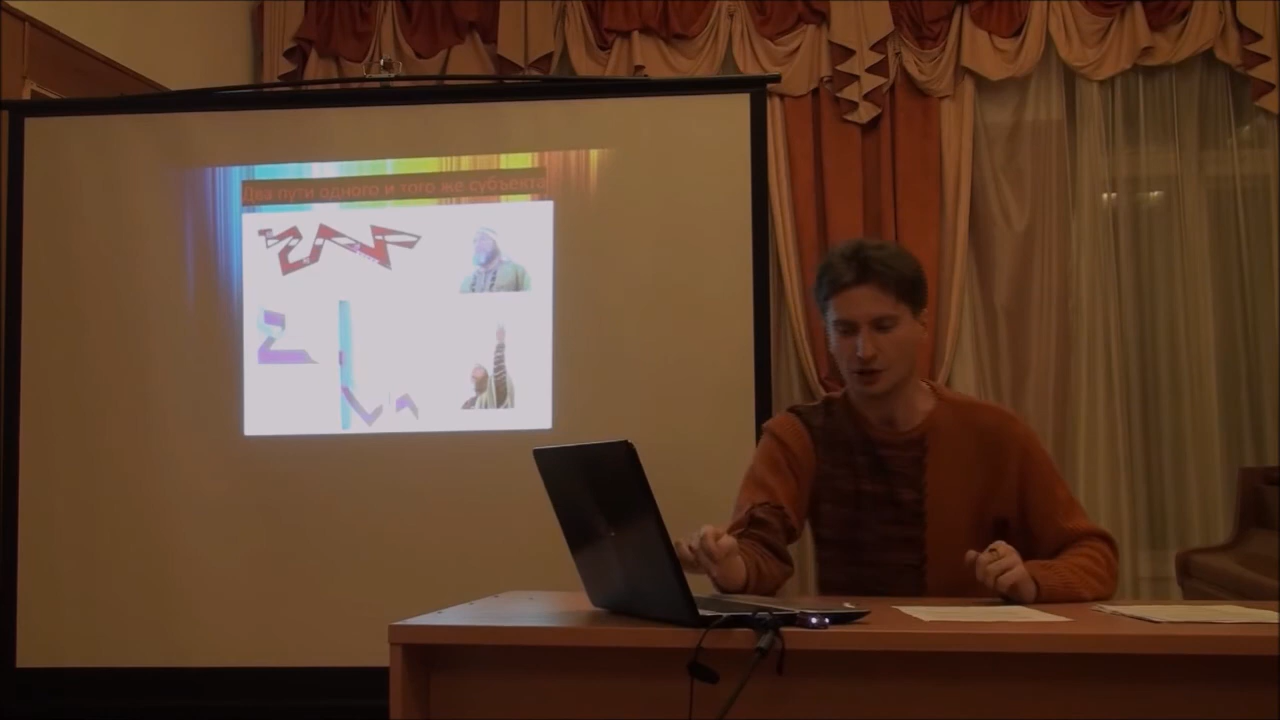 Два пути одного и того же субъекта